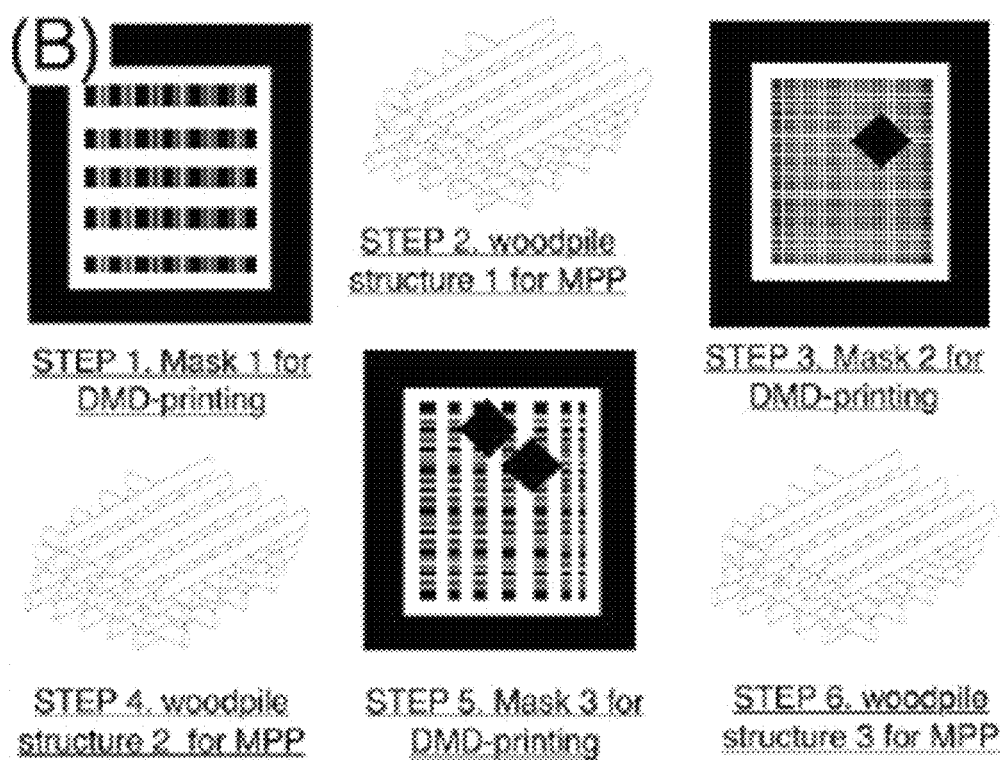 (B)
STEP 1. Mask 1 for
DMD-printing
STEP 2. woodpile
structure 1 for MPP
STEP 3. Mask 2 for
DMD-printing
STEP 4. woodpile
structure 2 for MPP
STEP 5. Mask 3 for
DMD-printing
STEP 6. woodpile
structure 3 for MPP